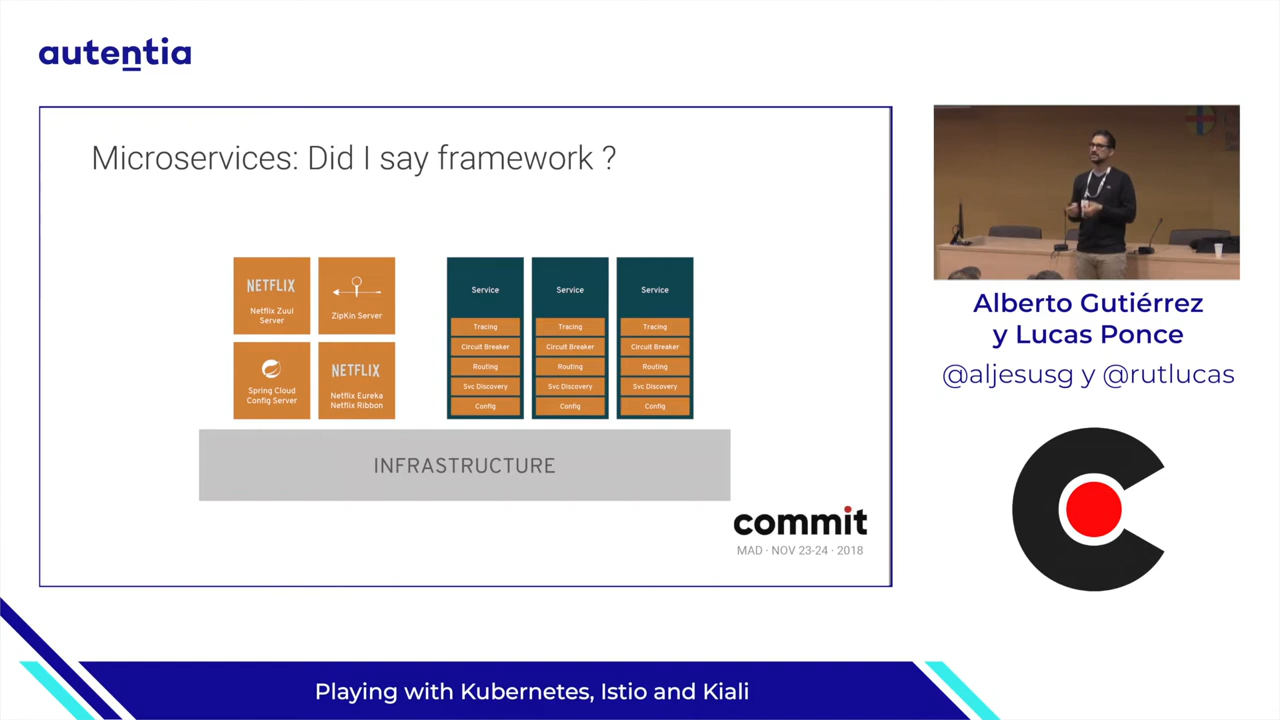 autentia
Microservices: Did I say framework ?
NETFLIX
Netflix Zuul
Server
ZipKin Server
Spring Cloud
Config Server
NETFLIX
Netflix Eureka
Netflix Ribbon
Service
Tracing
Circuit Breaker
Routing
Svc Discovery
Config
Service
Tracing
Circuit Breaker
Routing
Svc Discovery
Config
Service
Tracing
Circuit Breaker
Routing
Svc Discovery
Config
INFRASTRUCTURE
commit
MAD · NOV 23-24 · 2018
Alberto Gutiérrez
y Lucas Ponce
@aljesusg y @rutlucas
Playing with Kubernetes, Istio and Kiali